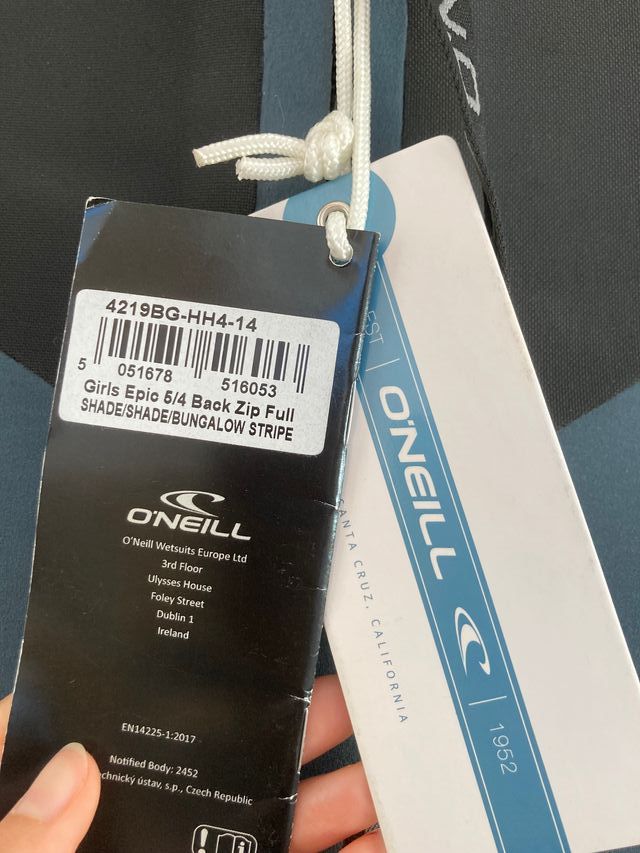 4219BG-HH4-14
5 051678 516053
Girls Epic 5/4 Back Zip Full
SHADE/SHADE/BUNGALOW STRIPE
O'NEILL
O'Neill Wetsuits Europe Ltd
3rd Floor
Ulysses House
Foley Street
Dublin 1
Ireland
EN14225-1:2017
Notified Body: 2452
ústav, s.p., Czech Republic
EST
O'NEILL
1952
SANTA CRUZ, CALIFORNIA